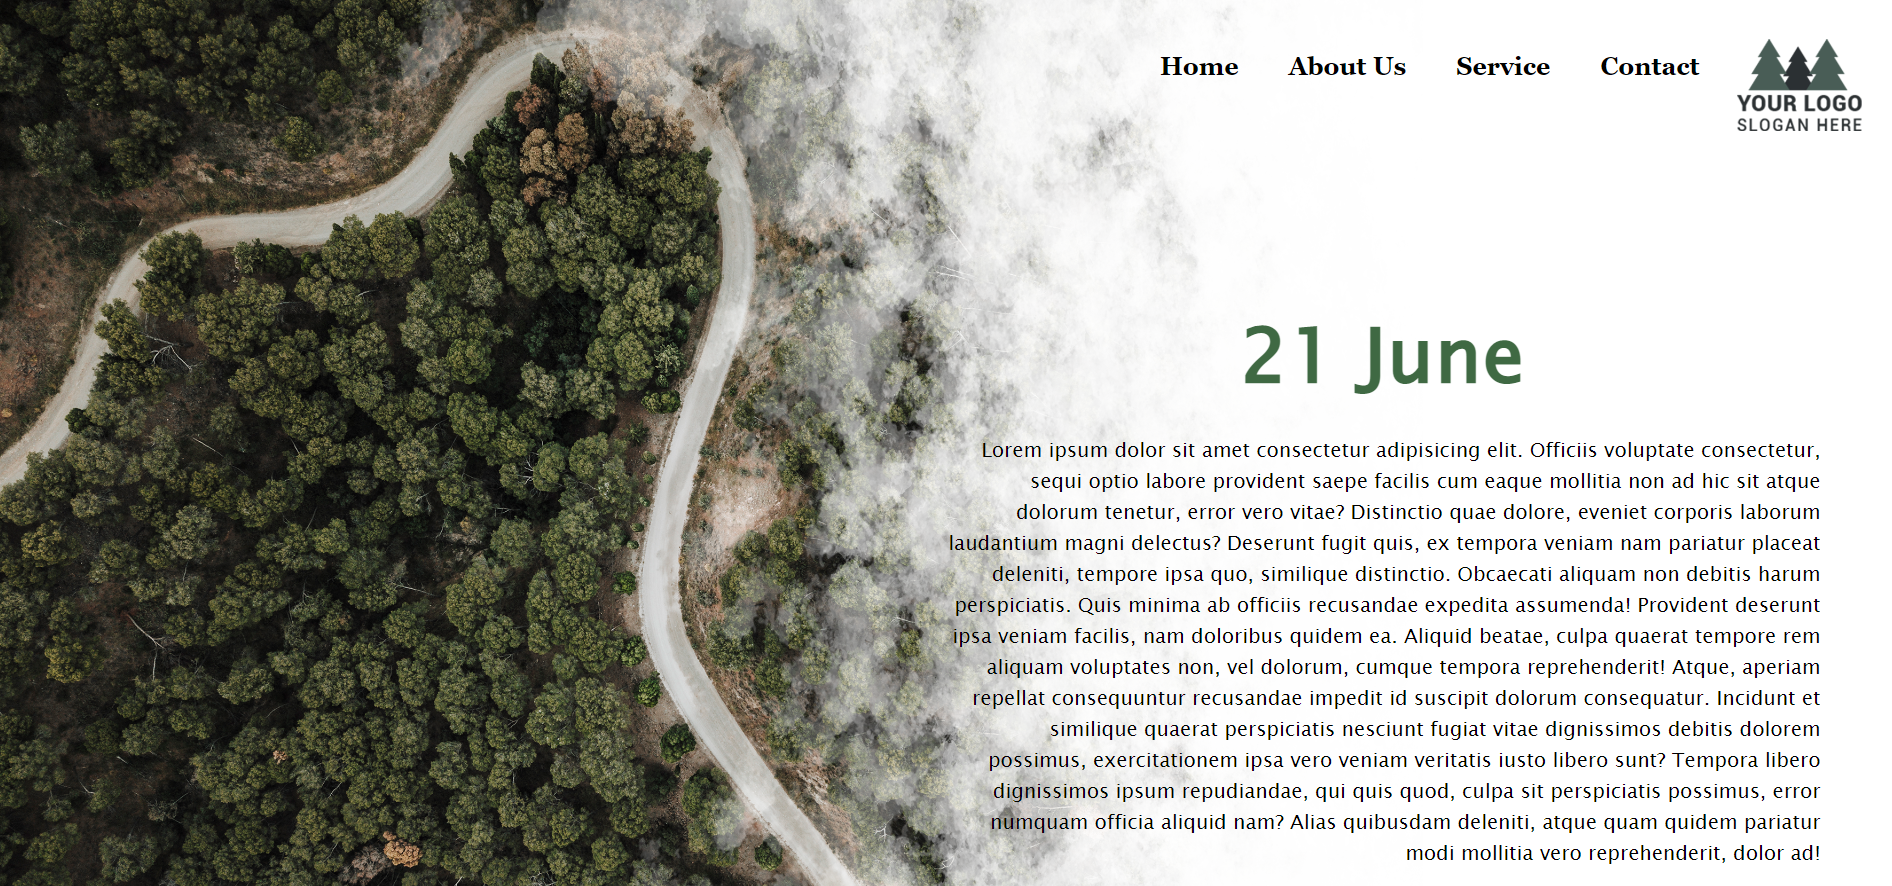 Home About Us Service Contact
YOUR LOGO
SLOGAN HERE
21 June
Lorem ipsum dolor sit amet consectetur adipisicing elit. Officiis voluptate consectetur,
sequi optio labore provident saepe facilis cum eaque mollitia non ad hic sit atque
dolorum tenetur, error vero vitae? Distinctio quae dolore, eveniet corporis laborum
laudantium magni delectus? Deserunt fugit quis, ex tempora veniam nam pariatur placeat
deleniti, tempore ipsa quo, similique distinctio. Obcaecati aliquam non debitis harum
perspiciatis. Quis minima ab officiis recusandae expedita assumenda! Provident deserunt
ipsa veniam facilis, nam doloribus quidem ea. Aliquid beatae, culpa quaerat tempore rem
aliquam voluptates non, vel dolorum, cumque tempora reprehenderit! Atque, aperiam
repellat consequuntur recusandae impedit id suscipit dolorum consequatur. Incidunt et
similique quaerat perspiciatis nesciunt fugiat vitae dignissimos debitis dolorem
possimus, exercitationem ipsa vero veniam veritatis iusto libero sunt? Tempora libero
dignissimos ipsum repudiandae, qui quis quod, culpa sit perspiciatis possimus, error
numquam officia aliquid nam? Alias quibusdam deleniti, atque quam quidem pariatur
modi mollitia vero reprehenderit, dolor ad!